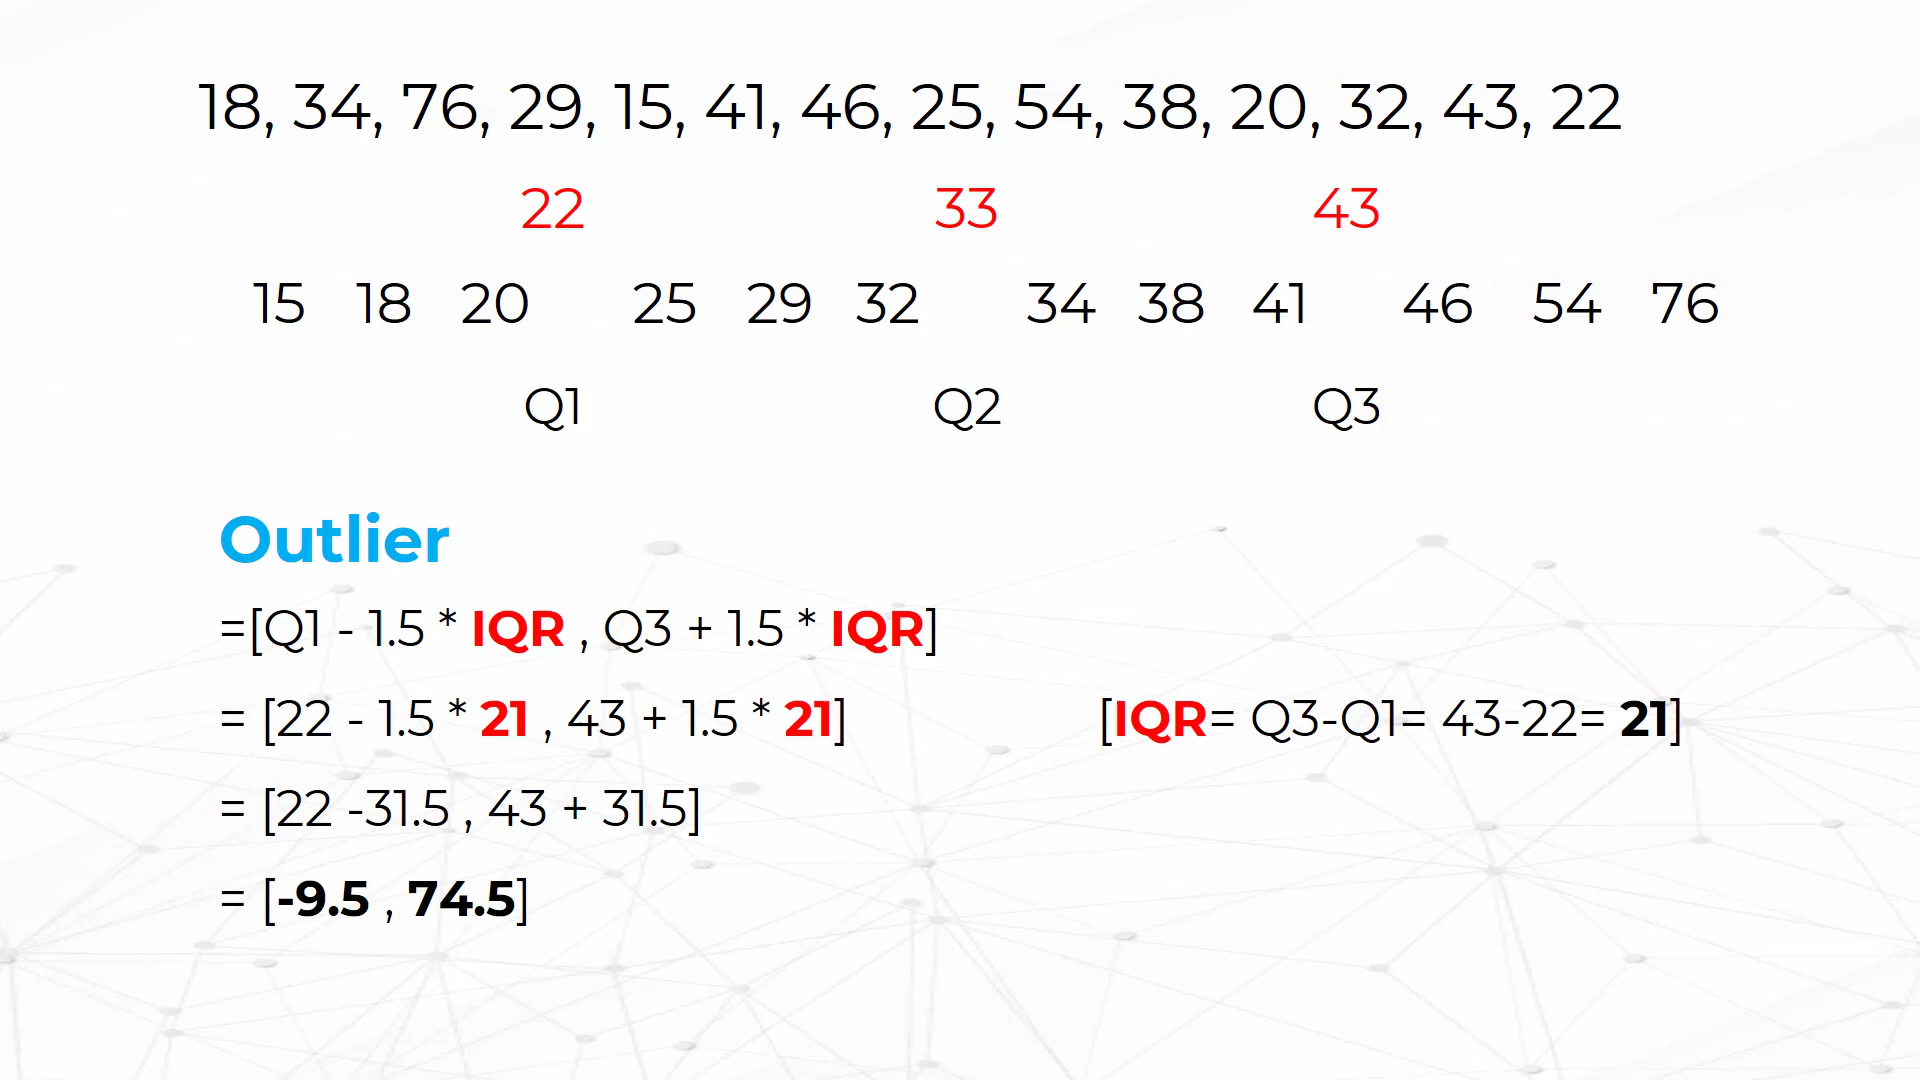 18, 34, 76, 29, 15, 41, 46, 25, 54, 38, 20, 32, 43, 22
22 33 43
15 18 20 25 29 32 34 38 41 46 54 76
Q1 Q2 Q3
Outlier
=[Q1 - 1.5 * IQR , Q3 + 1.5 * IQR]
= [22 - 1.5 * 21 , 43 + 1.5 * 21] [IQR= Q3-Q1= 43-22= 21]
= [22 -31.5 , 43 + 31.5]
= [-9.5 , 74.5]